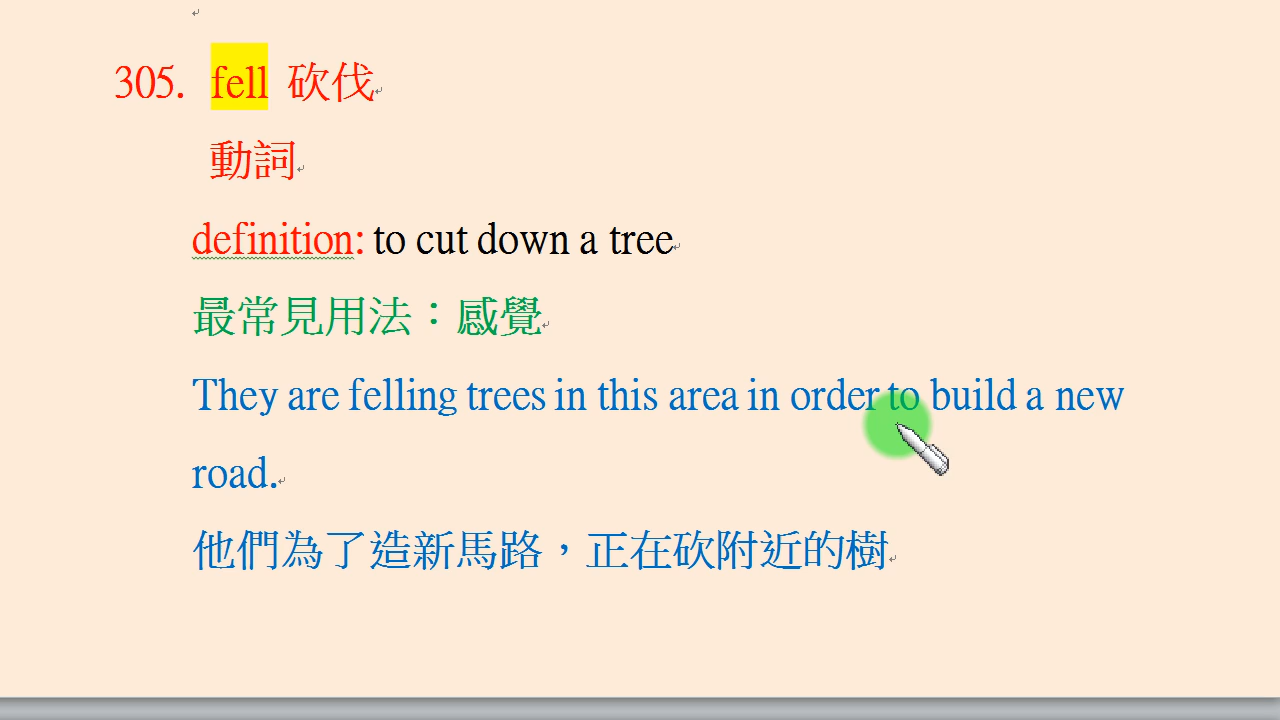 305. fell 砍伐
動詞
definition: to cut down a tree
最常見用法：感覺
They are felling trees in this area in order to build a new
road.
他們為了造新馬路，正在砍附近的樹